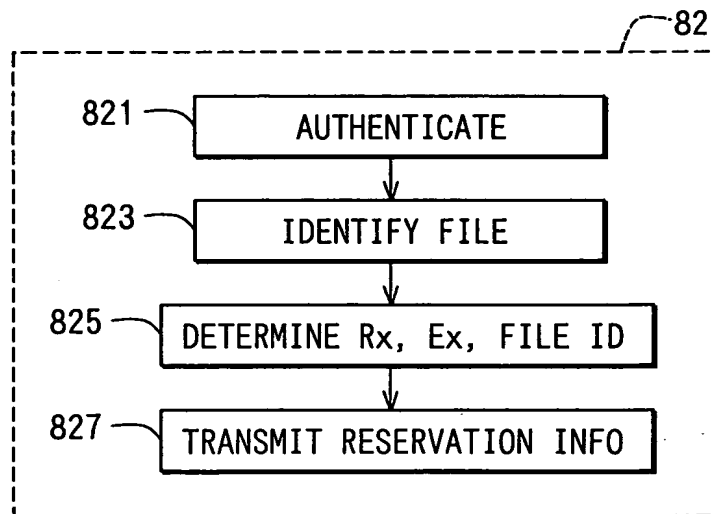 82
821
AUTHENTICATE
823
IDENTIFY FILE
825
DETERMINE Rx, Ex, FILE ID
827
TRANSMIT RESERVATION INFO